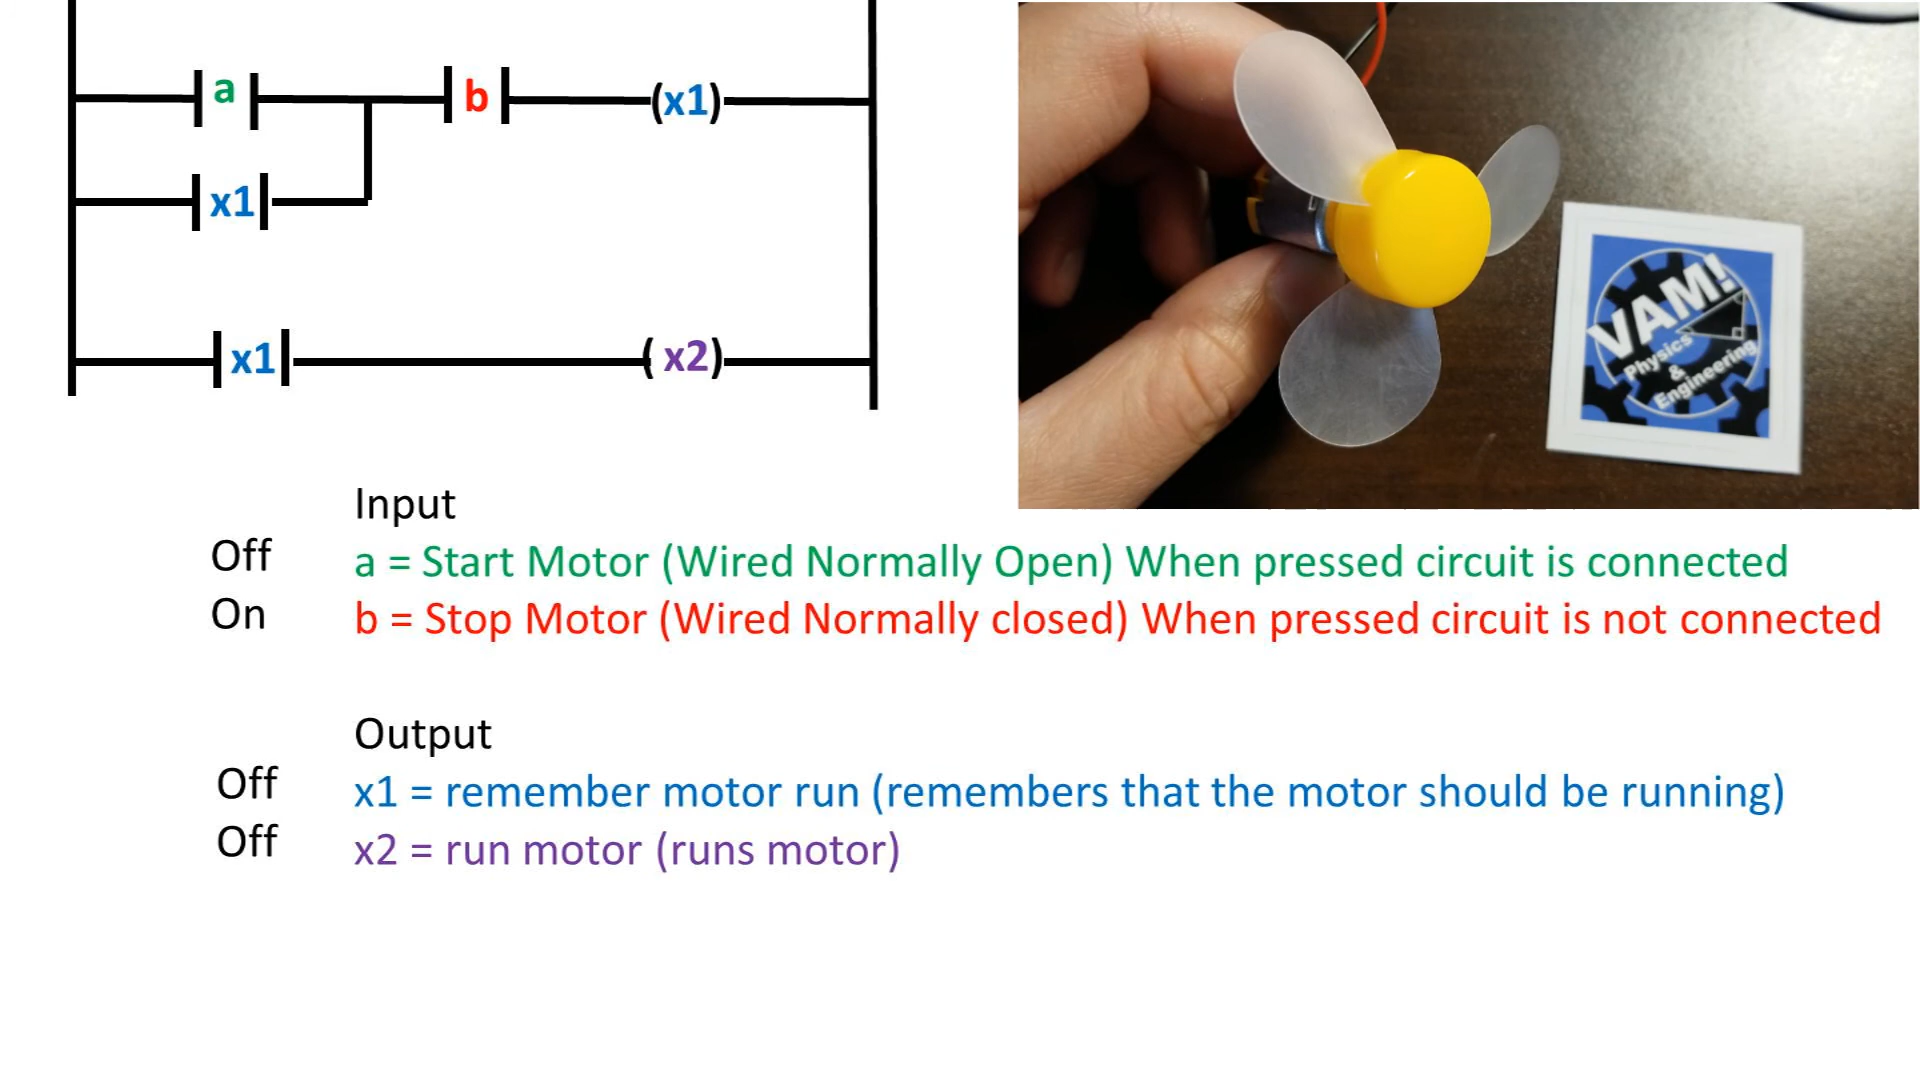 a b (x1)
x1
x1 ( x2)
VAM!
Physics
&
Engineering
Input
Off a = Start Motor (Wired Normally Open) When pressed circuit is connected
On b = Stop Motor (Wired Normally closed) When pressed circuit is not connected
Output
Off x1 = remember motor run (remembers that the motor should be running)
Off x2 = run motor (runs motor)